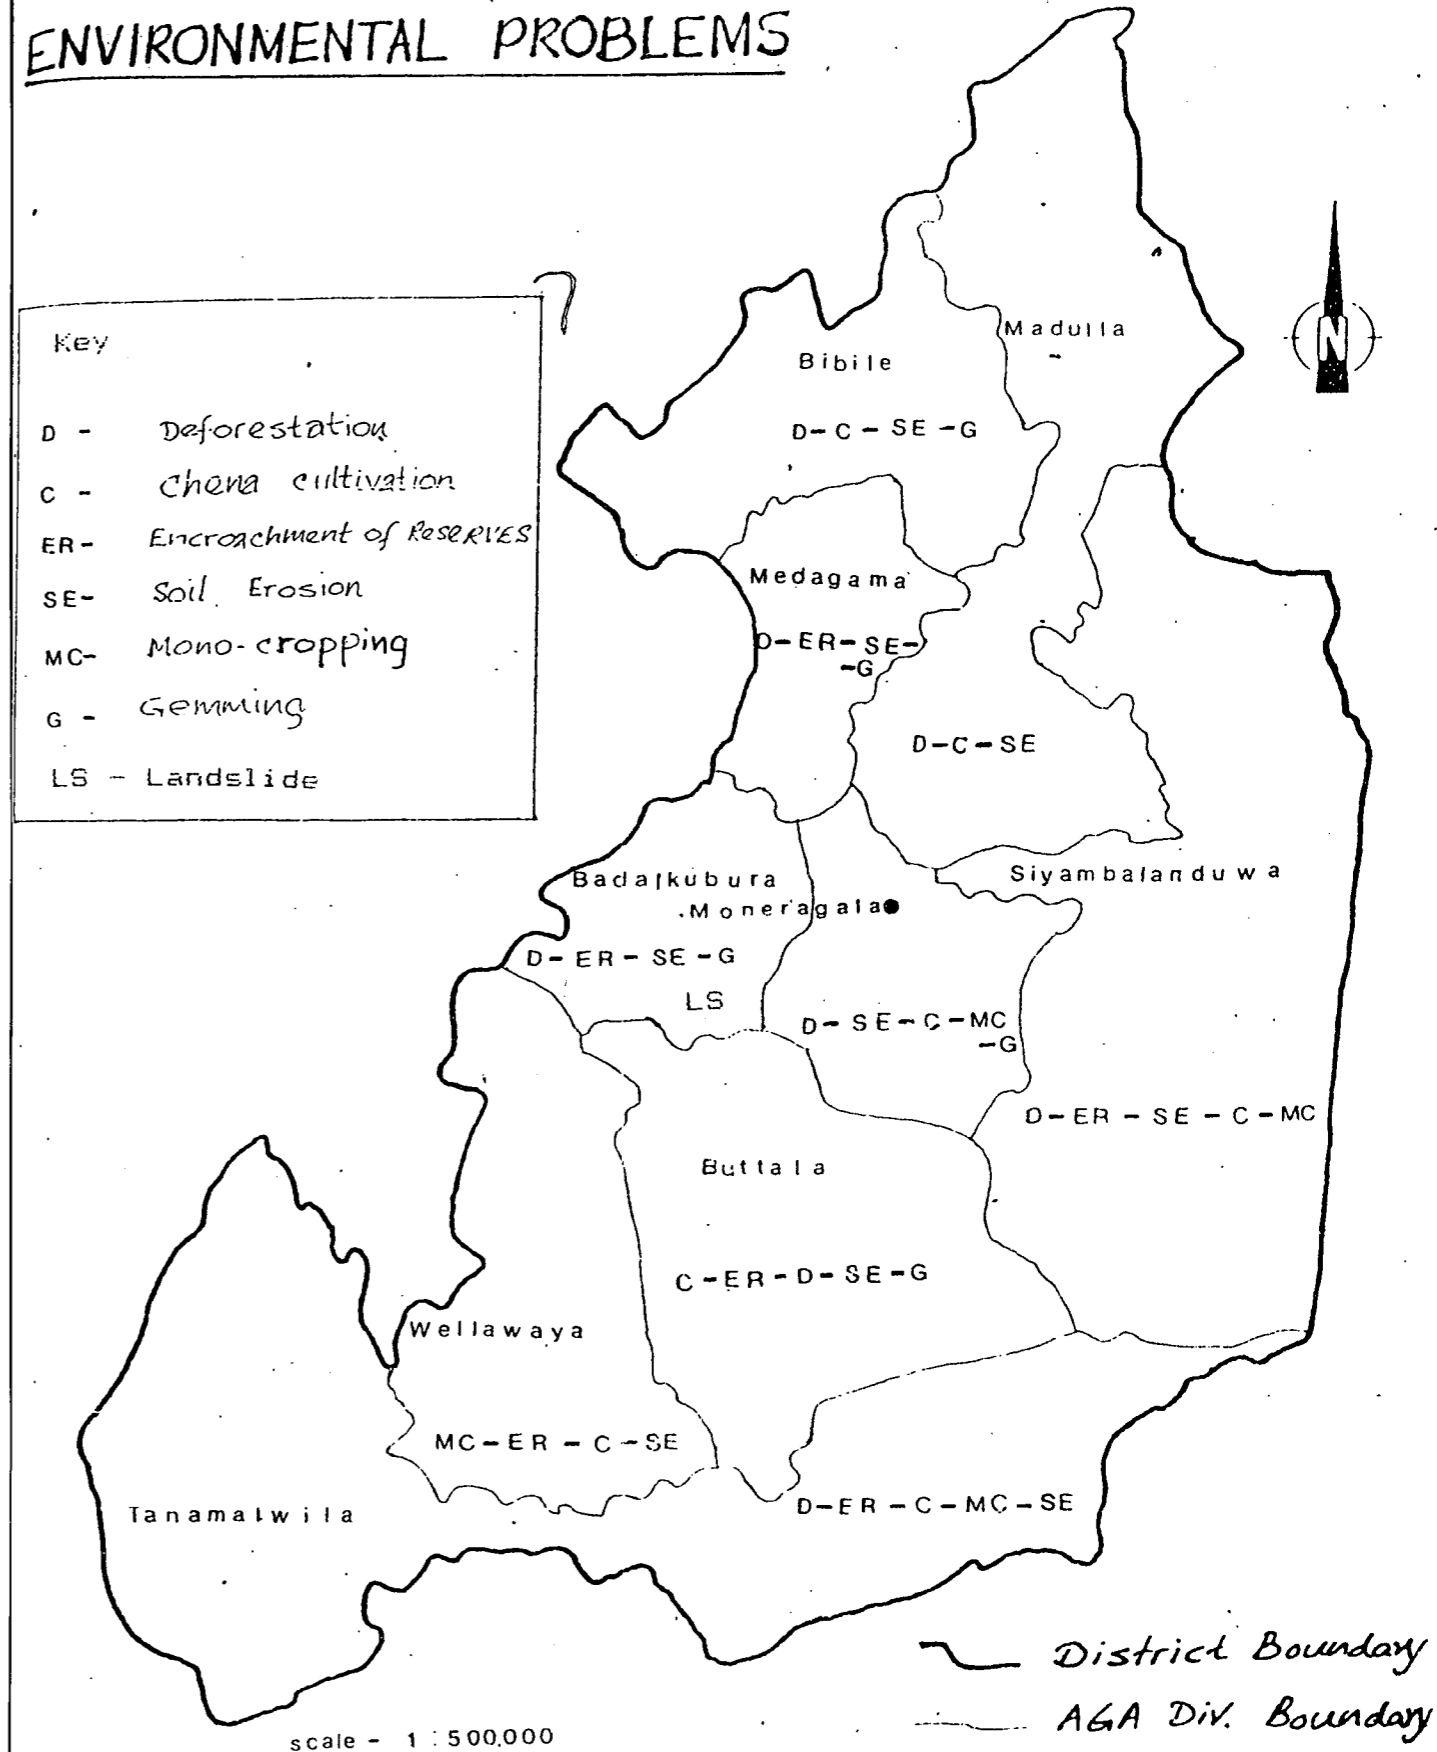 ENVIRONMENTAL PROBLEMS
Key
D - Deforestation
C - Chena cultivation
ER - Encroachment of RESERVES
SE - Soil Erosion
MC - Mono-cropping
G - Gemming
LS - Landslide
N
Madulla
Bibile
D-C-SE-G
Medagama
D-ER-SE-
-G
D-C-SE
Badalkubura
Siyambalanduwa
Moneragala
D-ER-SE-G
LS
D-SE-C-MC
-G
D-ER-SE-C-MC
Buttala
C-ER-D-SE-G
Wellawaya
MC-ER-C-SE
Tanamalwila
D-ER-C-MC-SE
District Boundary
AGA Div. Boundary
scale - 1:500,000